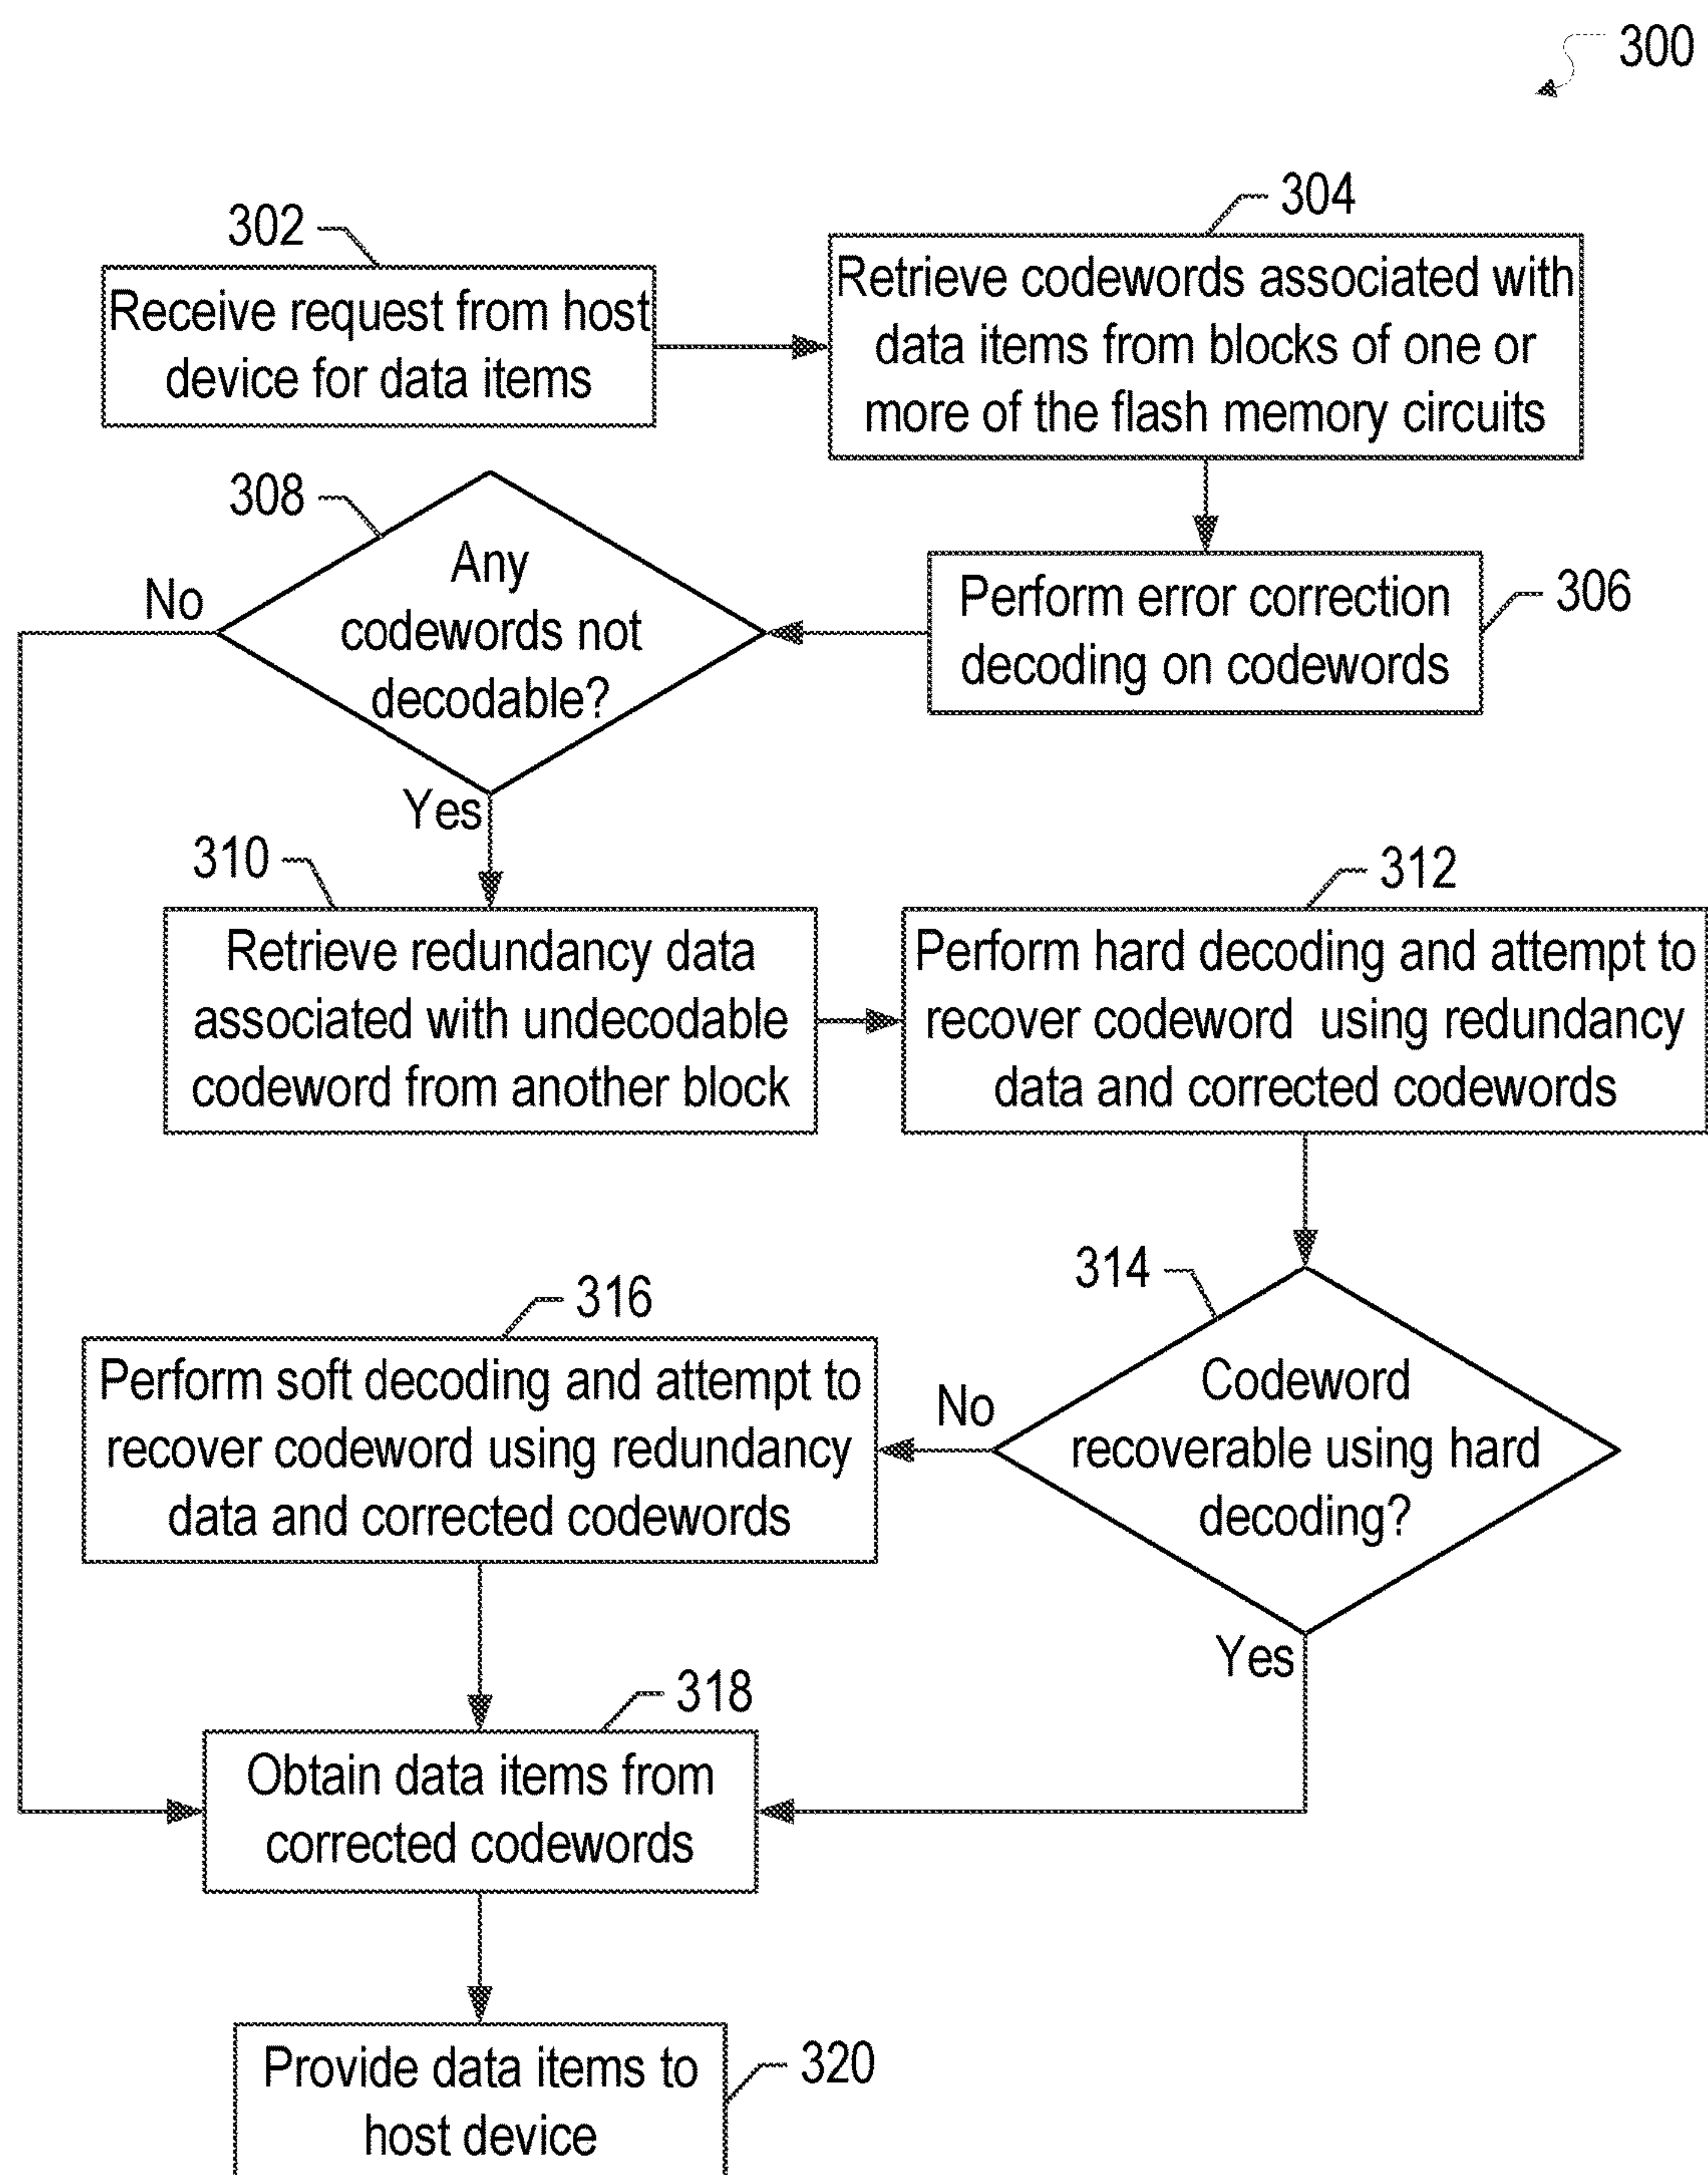 300
302
Receive request from host
device for data items
304
Retrieve codewords associated with
data items from blocks of one or
more of the flash memory circuits
306
Perform error correction
decoding on codewords
308
Any
codewords not
decodable?
No
Yes
310
Retrieve redundancy data
associated with undecodable
codeword from another block
312
Perform hard decoding and attempt to
recover codeword using redundancy
data and corrected codewords
314
Codeword
recoverable using hard
decoding?
No
Yes
316
Perform soft decoding and attempt to
recover codeword using redundancy
data and corrected codewords
318
Obtain data items from
corrected codewords
320
Provide data items to
host device